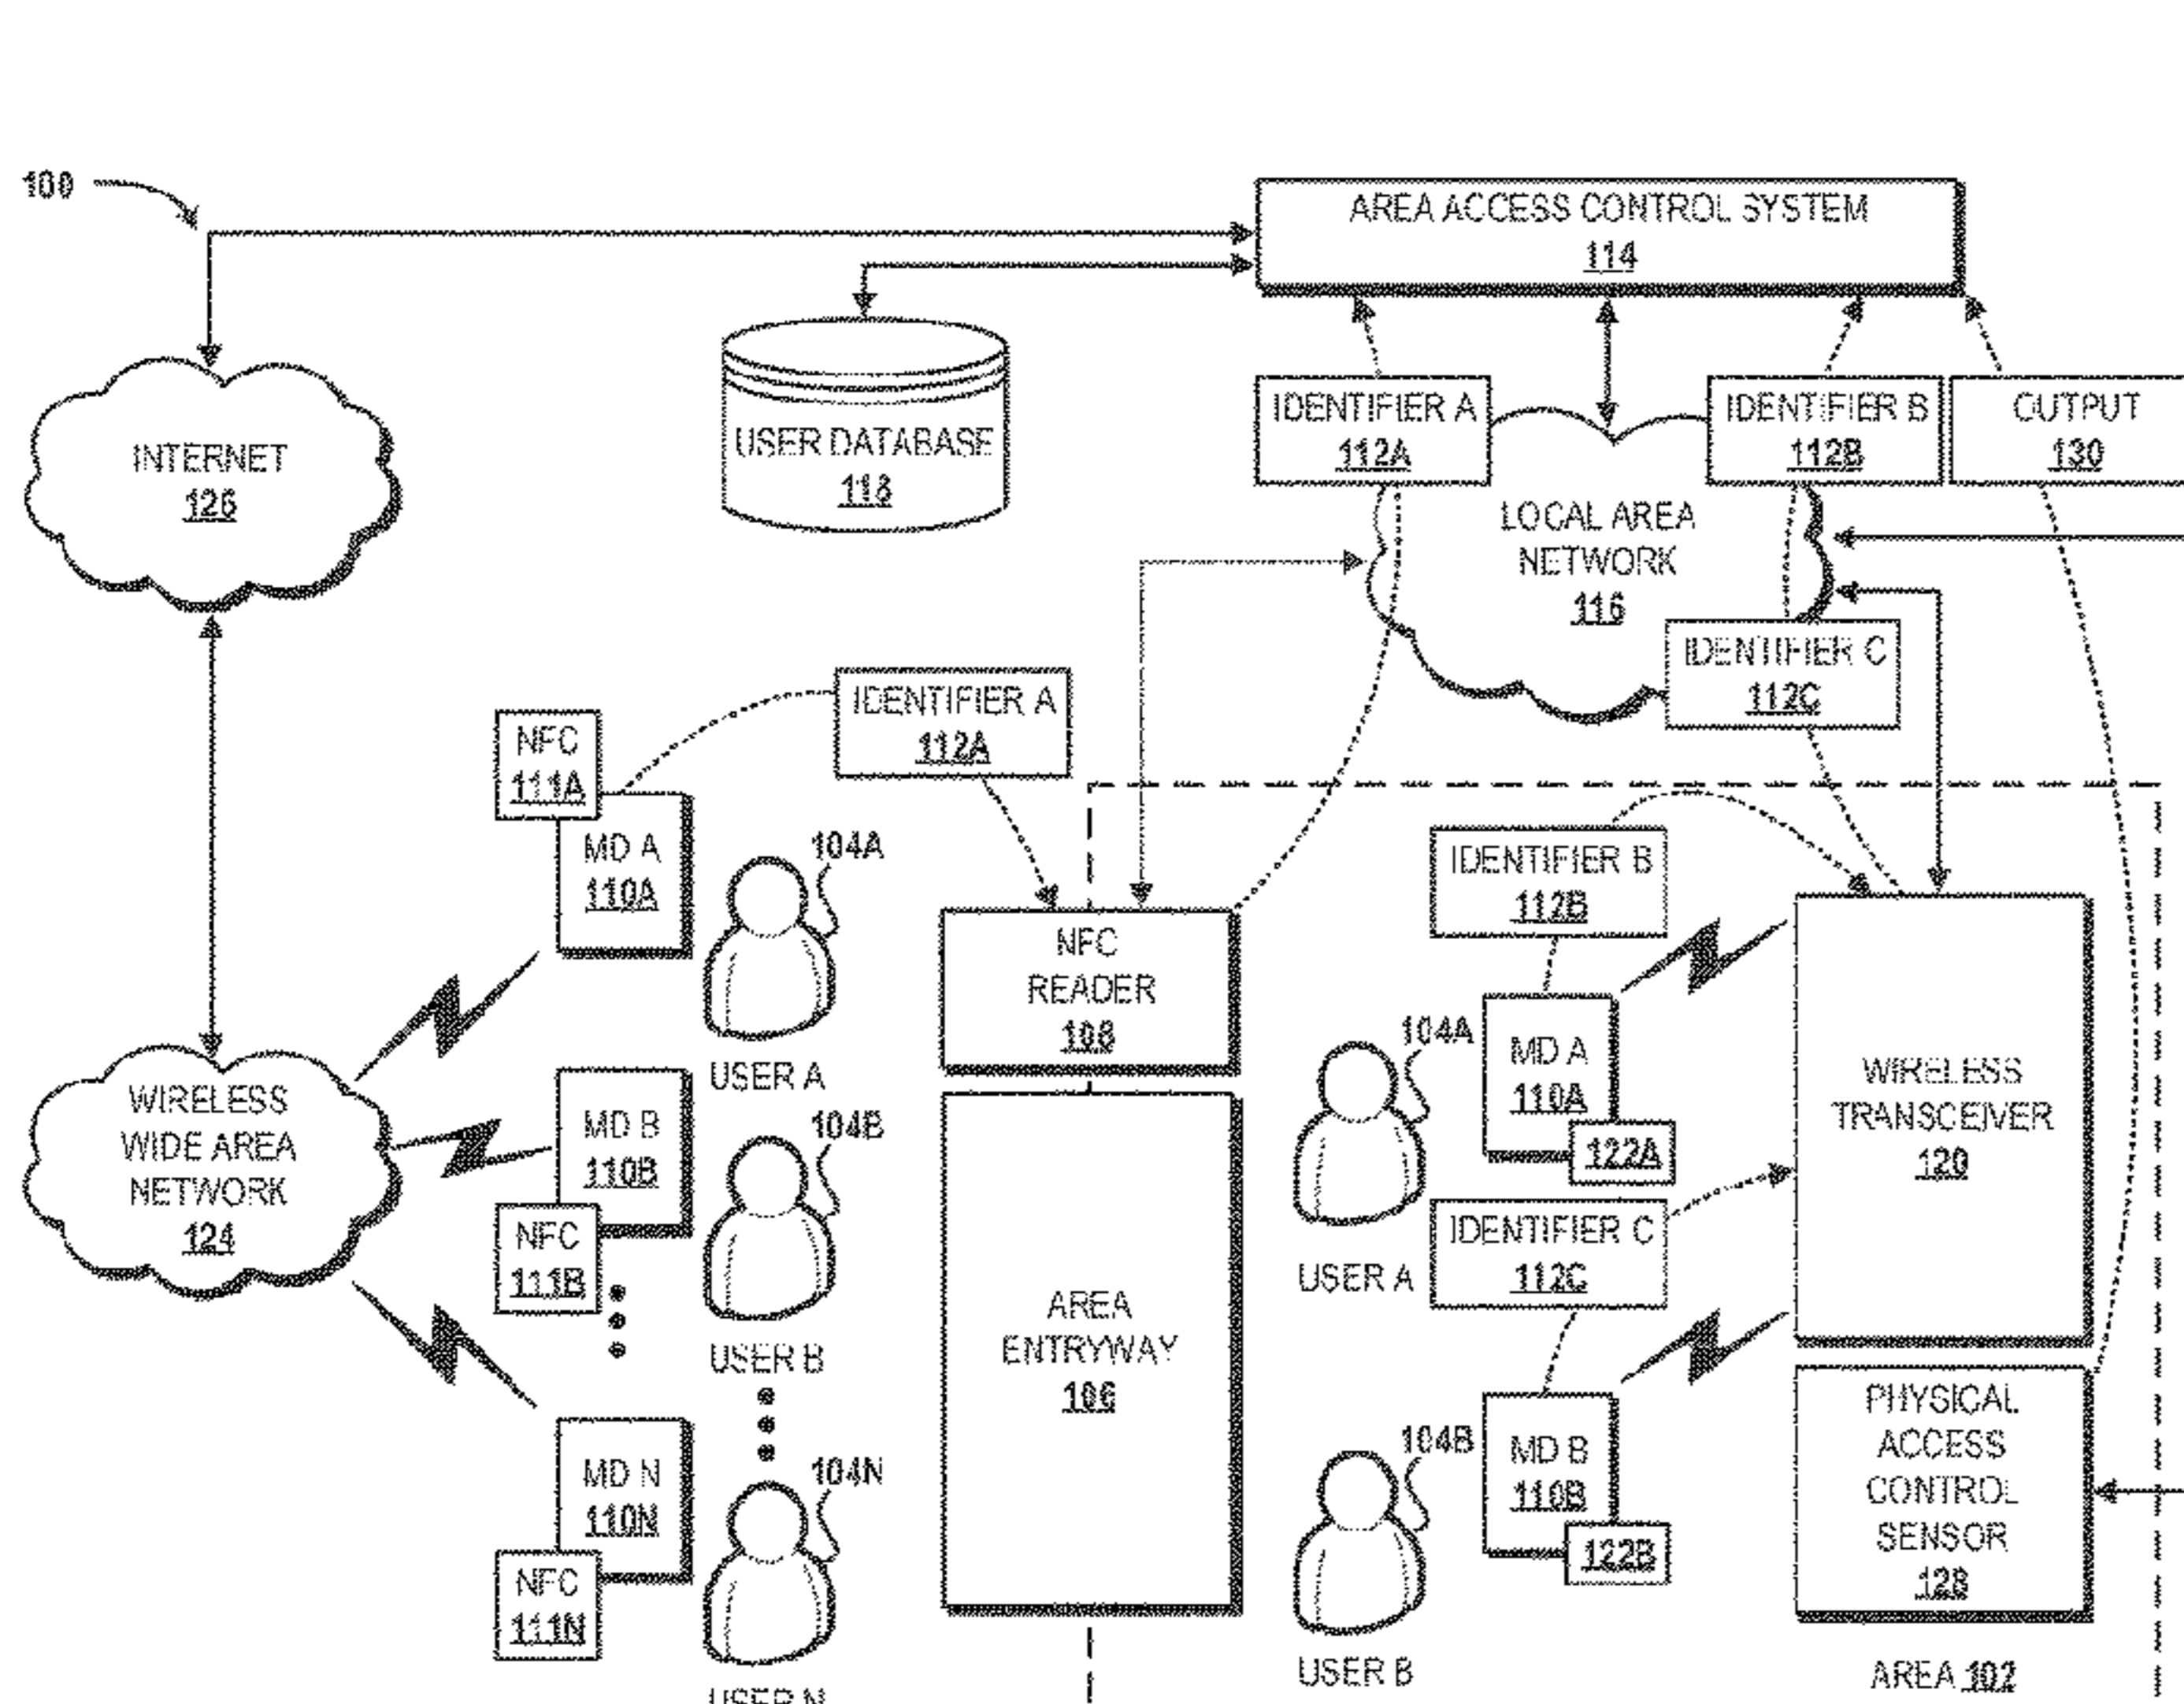 100
AREA ACCESS CONTROL SYSTEM
114
INTERNET
126
USER DATABASE
118
IDENTIFIER A
112A
IDENTIFIER B
112B
OUTPUT
130
LOCAL AREA
NETWORK
116
IDENTIFIER C
112C
IDENTIFIER A
112A
NFC
111A
MD A
110A
104A
USER A
WIRELESS
WIDE AREA
NETWORK
124
MD B
110B
NFC
111B
104B
USER B
MD N
110N
NFC
111N
104N
USER N
NFC
READER
108
AREA
ENTRYWAY
106
IDENTIFIER B
112B
104A
MD A
110A
122A
USER A
IDENTIFIER C
112C
104B
MD B
110B
122B
USER B
WIRELESS
TRANSCEIVER
120
PHYSICAL
ACCESS
CONTROL
SENSOR
128
AREA 102